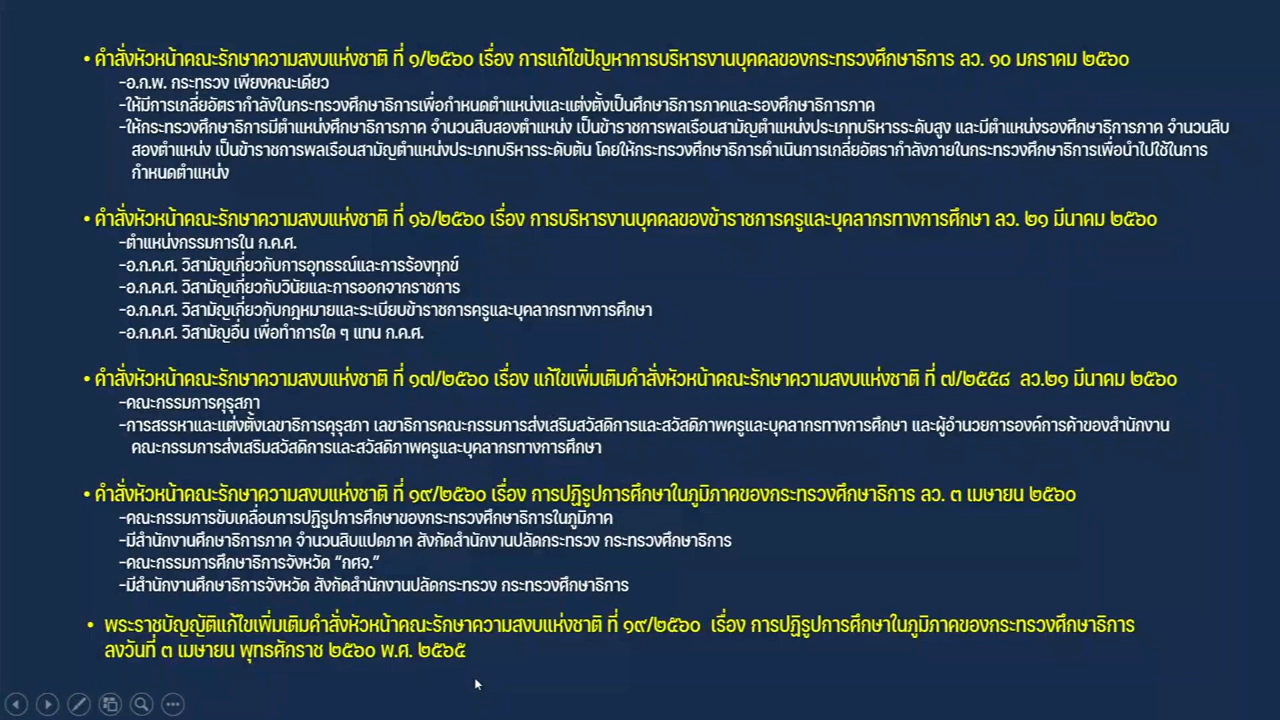 • คำสั่งหัวหน้าคณะรักษาความสงบแห่งชาติ ที่ ๑/๒๕๖๐ เรื่อง การแก้ไขปัญหาการบริหารงานบุคคลของกระทรวงศึกษาธิการ ลว. ๑๐ มกราคม ๒๕๖๐
-อ.ก.พ. กระทรวง เพียงคณะเดียว
-ให้มีการเกลี่ยอัตรากำลังในกระทรวงศึกษาธิการเพื่อกำหนดตำแหน่งและแต่งตั้งเป็นศึกษาธิการภาคและรองศึกษาธิการภาค
-ให้กระทรวงศึกษาธิการมีตำแหน่งศึกษาธิการภาค จำนวนสิบสองตำแหน่ง เป็นข้าราชการพลเรือนสามัญตำแหน่งประเภทบริหารระดับสูง และมีตำแหน่งรองศึกษาธิการภาค จำนวนสิบ
สองตำแหน่ง เป็นข้าราชการพลเรือนสามัญตำแหน่งประเภทบริหารระดับต้น โดยให้กระทรวงศึกษาธิการดำเนินการเกลี่ยอัตรากำลังภายในกระทรวงศึกษาธิการเพื่อนำไปใช้ในการ
กำหนดตำแหน่ง
• คำสั่งหัวหน้าคณะรักษาความสงบแห่งชาติ ที่ ๑๖/๒๕๖๐ เรื่อง การบริหารงานบุคคลของข้าราชการครูและบุคลากรทางการศึกษา ลว. ๒๑ มีนาคม ๒๕๖๐
-ตำแหน่งกรรมการใน ก.ค.ศ.
-อ.ก.ค.ศ. วิสามัญเกี่ยวกับการอุทธรณ์และการร้องทุกข์
-อ.ก.ค.ศ. วิสามัญเกี่ยวกับวินัยและการออกจากราชการ
-อ.ก.ค.ศ. วิสามัญเกี่ยวกับกฎหมายและระเบียบข้าราชการครูและบุคลากรทางการศึกษา
-อ.ก.ค.ศ. วิสามัญอื่น เพื่อทำการใด ๆ แทน ก.ค.ศ.
• คำสั่งหัวหน้าคณะรักษาความสงบแห่งชาติ ที่ ๑๗/๒๕๖๐ เรื่อง แก้ไขเพิ่มเติมคำสั่งหัวหน้าคณะรักษาความสงบแห่งชาติ ที่ ๗/๒๕๕๘ ลว.๒๑ มีนาคม ๒๕๖๐
-คณะกรรมการคุรุสภา
-การสรรหาและแต่งตั้งเลขาธิการคุรุสภา เลขาธิการคณะกรรมการส่งเสริมสวัสดิการและสวัสดิภาพครูและบุคลากรทางการศึกษา และผู้อำนวยการองค์การค้าของสำนักงาน
คณะกรรมการส่งเสริมสวัสดิการและสวัสดิภาพครูและบุคลากรทางการศึกษา
• คำสั่งหัวหน้าคณะรักษาความสงบแห่งชาติ ที่ ๑๙/๒๕๖๐ เรื่อง การปฏิรูปการศึกษาในภูมิภาคของกระทรวงศึกษาธิการ ลว. ๓ เมษายน ๒๕๖๐
-คณะกรรมการขับเคลื่อนการปฏิรูปการศึกษาของกระทรวงศึกษาธิการในภูมิภาค
-มีสำนักงานศึกษาธิการภาค จำนวนสิบแปดภาค สังกัดสำนักงานปลัดกระทรวง กระทรวงศึกษาธิการ
-คณะกรรมการศึกษาธิการจังหวัด “กศจ.”
-มีสำนักงานศึกษาธิการจังหวัด สังกัดสำนักงานปลัดกระทรวง กระทรวงศึกษาธิการ
• พระราชบัญญัติแก้ไขเพิ่มเติมคำสั่งหัวหน้าคณะรักษาความสงบแห่งชาติ ที่ ๑๙/๒๕๖๐ เรื่อง การปฏิรูปการศึกษาในภูมิภาคของกระทรวงศึกษาธิการ
ลงวันที่ ๓ เมษายน พุทธศักราช ๒๕๖๐ พ.ศ. ๒๕๖๕